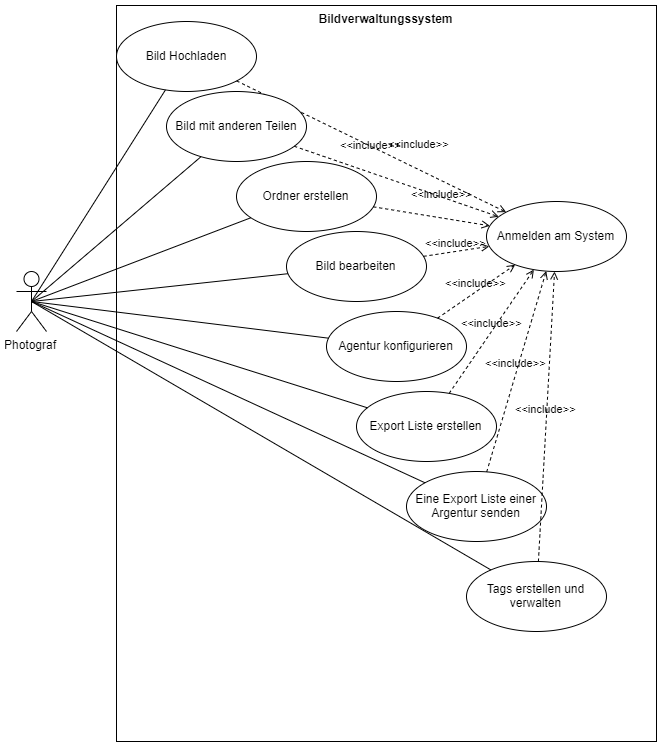 Bildverwaltungssystem
Bild Hochladen
Bild mit anderen Teilen
<<include>>
<<include>>
Ordner erstellen
<<include>>
Anmelden am System
<<include>>
Bild bearbeiten
<<include>>
Photograf
Agentur konfigurieren
<<include>>
<<include>>
Export Liste erstellen
<<include>>
Eine Export Liste einer
Argentur senden
Tags erstellen und
verwalten